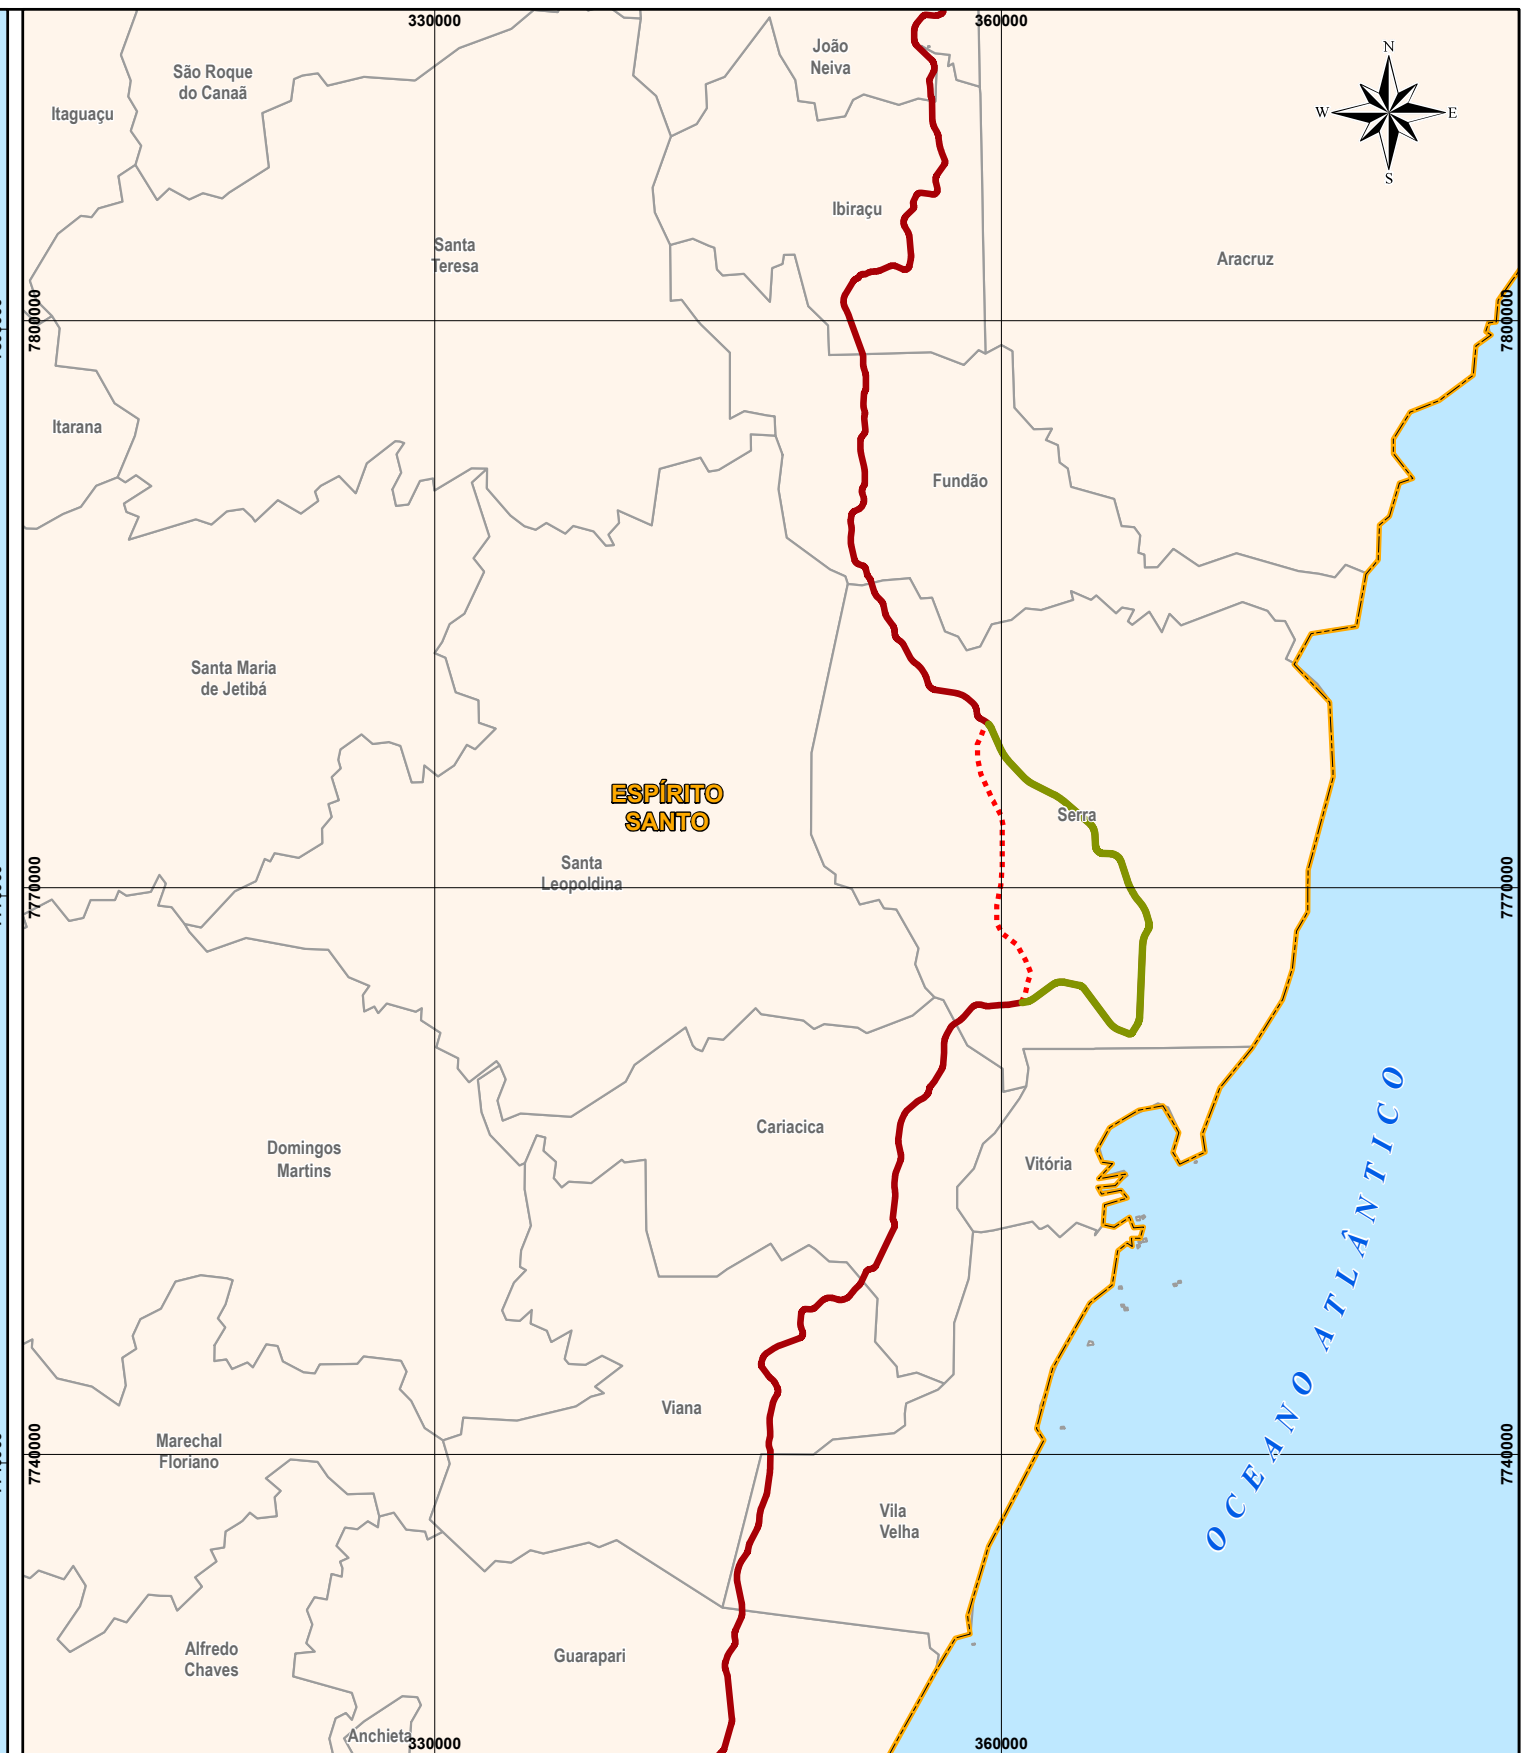 330000
360000
João
Neiva
N
São Roque
do Canaã
Itaguaçu
W
E
S
Ibiraçu
Santa
Teresa
Aracruz
7800000
7800000
Itarana
Fundão
Santa Maria
de Jetibá
ESPÍRITO
SANTO
Serra
Santa
Leopoldina
7770000
7770000
Cariacica
Domingos
Martins
Vitória
OCEANO ATLÂNTICO
Viana
Marechal
Floriano
7740000
7740000
Vila
Velha
Alfredo
Chaves
Guarapari
Anchieta
330000
360000